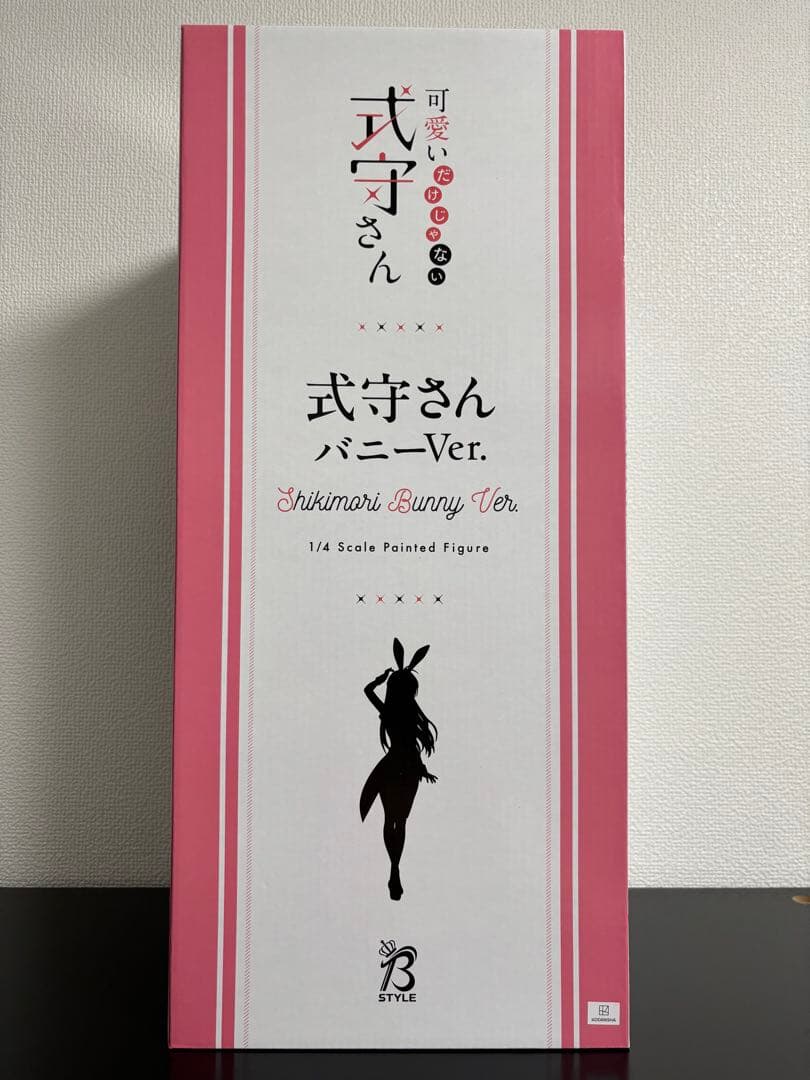 可愛いだけじゃない
式守さん
式守さん
バニーVer.
Shikimori Bunny Ver.
1/4 Scale Painted Figure
B
STYLE
KODANSHA